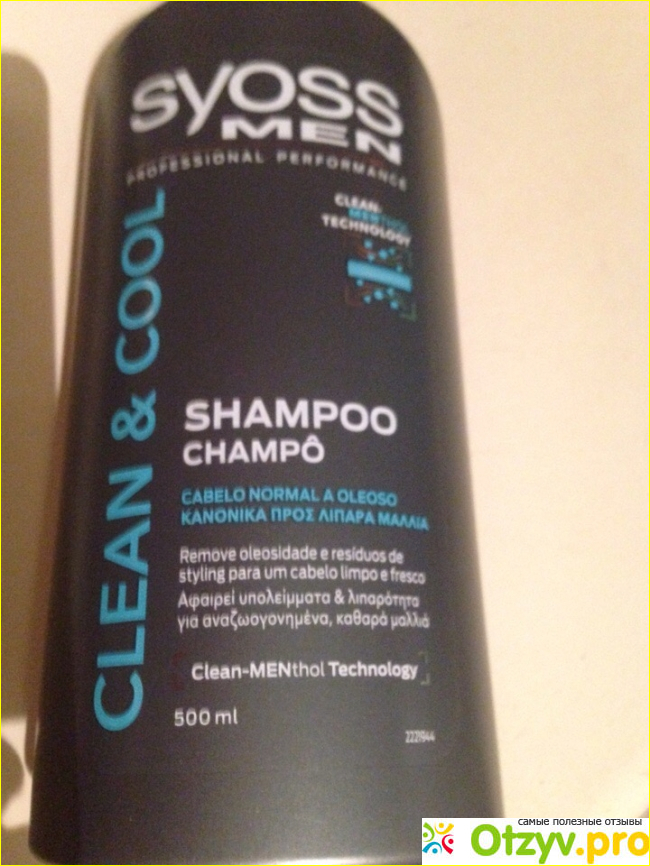 syoss
MEN
PROFESSIONAL PERFORMANCE
CLEAN-
MENTHOL
TECHNOLOGY
CLEAN & COOL
SHAMPOO
CHAMPÔ
CABELO NORMAL A OLEOSO
ΚΑΝΟΝΙΚΑ ΠΡΟΣ ΛΙΠΑΡΑ ΜΑΛΛΙΑ
Remove oleosidade e resíduos de
styling para um cabelo limpo e fresco
Αφαιρεί υπολείμματα & λιπαρότητα
για αναζωογονημένα, καθαρά μαλλιά
Clean-MENthol Technology
500 ml
2221944
самые полезные отзывы
Otzyv.pro